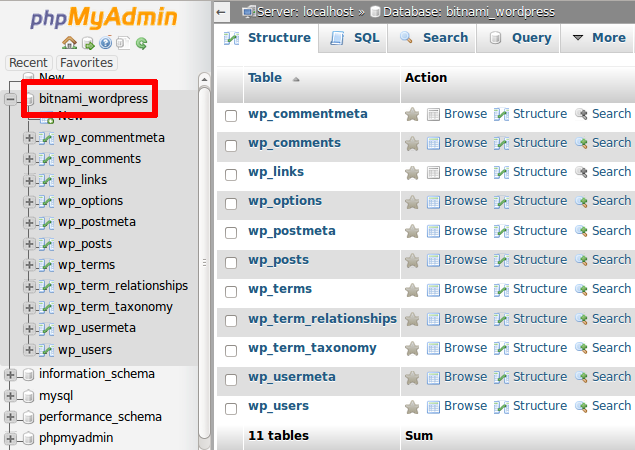 phpMyAdmin
Recent Favorites
New
bitnami_wordpress
New
wp_commentmeta
wp_comments
wp_links
wp_options
wp_postmeta
wp_posts
wp_terms
wp_term_relationships
wp_term_taxonomy
wp_usermeta
wp_users
information_schema
mysql
performance_schema
phpmyadmin
Server: localhost » Database: bitnami_wordpress
Structure SQL Search Query More
Table Action
wp_commentmeta Browse Structure Search
wp_comments Browse Structure Search
wp_links Browse Structure Search
wp_options Browse Structure Search
wp_postmeta Browse Structure Search
wp_posts Browse Structure Search
wp_terms Browse Structure Search
wp_term_relationships Browse Structure Search
wp_term_taxonomy Browse Structure Search
wp_usermeta Browse Structure Search
wp_users Browse Structure Search
11 tables Sum